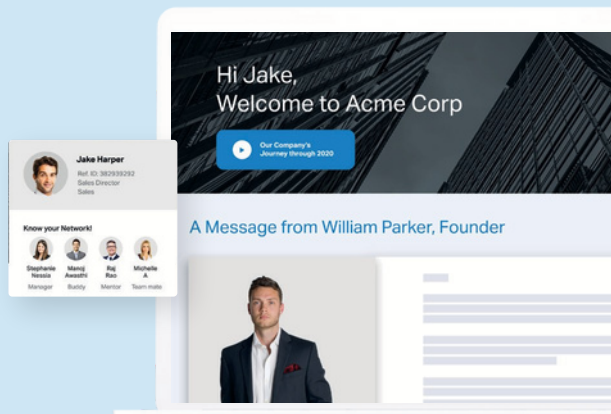 Hi Jake,
Welcome to Acme Corp
Our Company's
Journey through 2020
Jake Harper
Ref. ID: 382939292
Sales Director
Sales
Know your Network!
Stephanie
Nessia
Manager
Manoj
Awasthi
Buddy
Raj
Rao
Mentor
Michelle
A
Team mate
A Message from William Parker, Founder